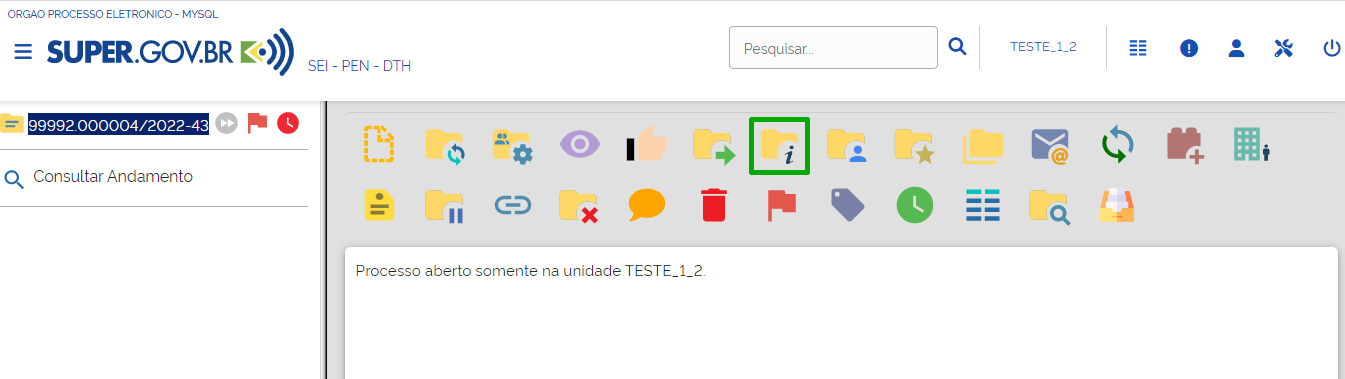 ORGAO PROCESSO ELETRONICO - MYSQL
SUPER.GOV.BR
SEI - PEN - DTH
Pesquisar...
TESTE_1_2
99992.000004/2022-43
Consultar Andamento
Processo aberto somente na unidade TESTE_1_2.